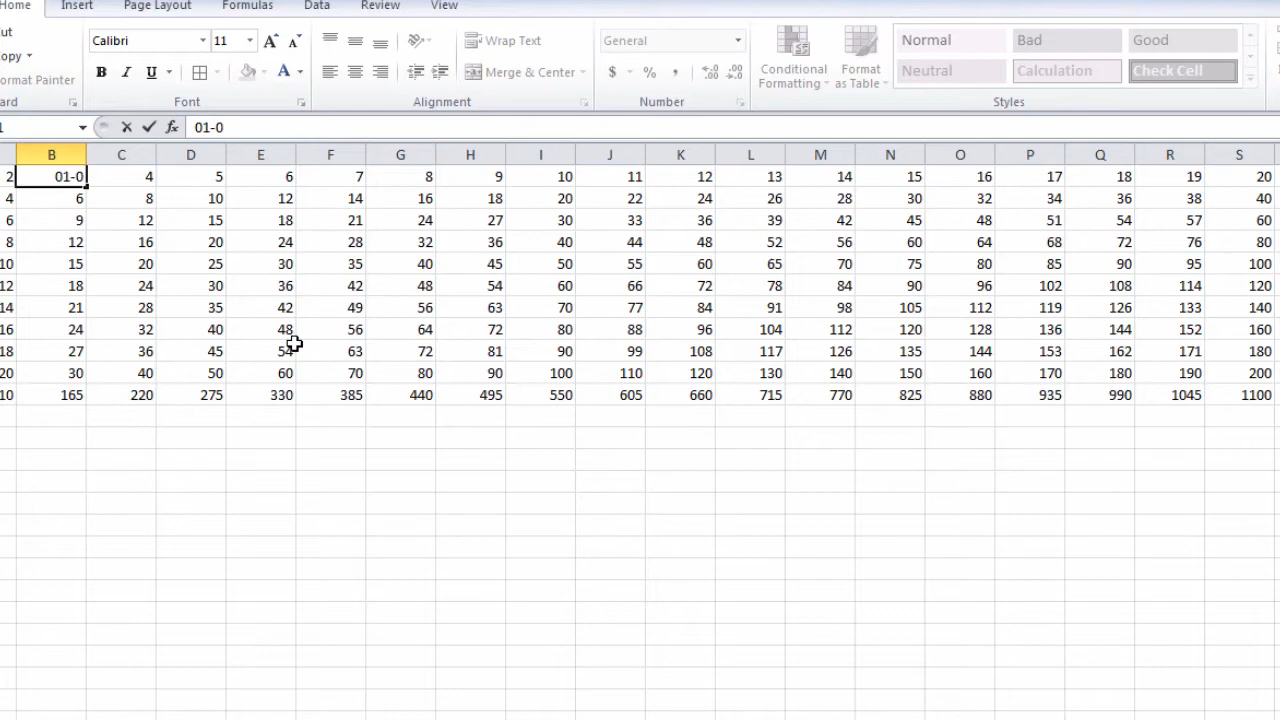 Home Insert Page Layout Formulas Data Review View
ut Calibri 11 A A Wrap Text General Normal Bad Good
opy
ormat Painter B I U A Merge & Center $ % , Conditional Formatting Format as Table Neutral Calculation Check Cell
ard Font Alignment Number Styles
1 fx 01-0
B C D E F G H I J K L M N O P Q R S
2 01-0 4 5 6 7 8 9 10 11 12 13 14 15 16 17 18 19 20
4 6 8 10 12 14 16 18 20 22 24 26 28 30 32 34 36 38 40
6 9 12 15 18 21 24 27 30 33 36 39 42 45 48 51 54 57 60
8 12 16 20 24 28 32 36 40 44 48 52 56 60 64 68 72 76 80
10 15 20 25 30 35 40 45 50 55 60 65 70 75 80 85 90 95 100
12 18 24 30 36 42 48 54 60 66 72 78 84 90 96 102 108 114 120
14 21 28 35 42 49 56 63 70 77 84 91 98 105 112 119 126 133 140
16 24 32 40 48 56 64 72 80 88 96 104 112 120 128 136 144 152 160
18 27 36 45 54 63 72 81 90 99 108 117 126 135 144 153 162 171 180
20 30 40 50 60 70 80 90 100 110 120 130 140 150 160 170 180 190 200
10 165 220 275 330 385 440 495 550 605 660 715 770 825 880 935 990 1045 1100